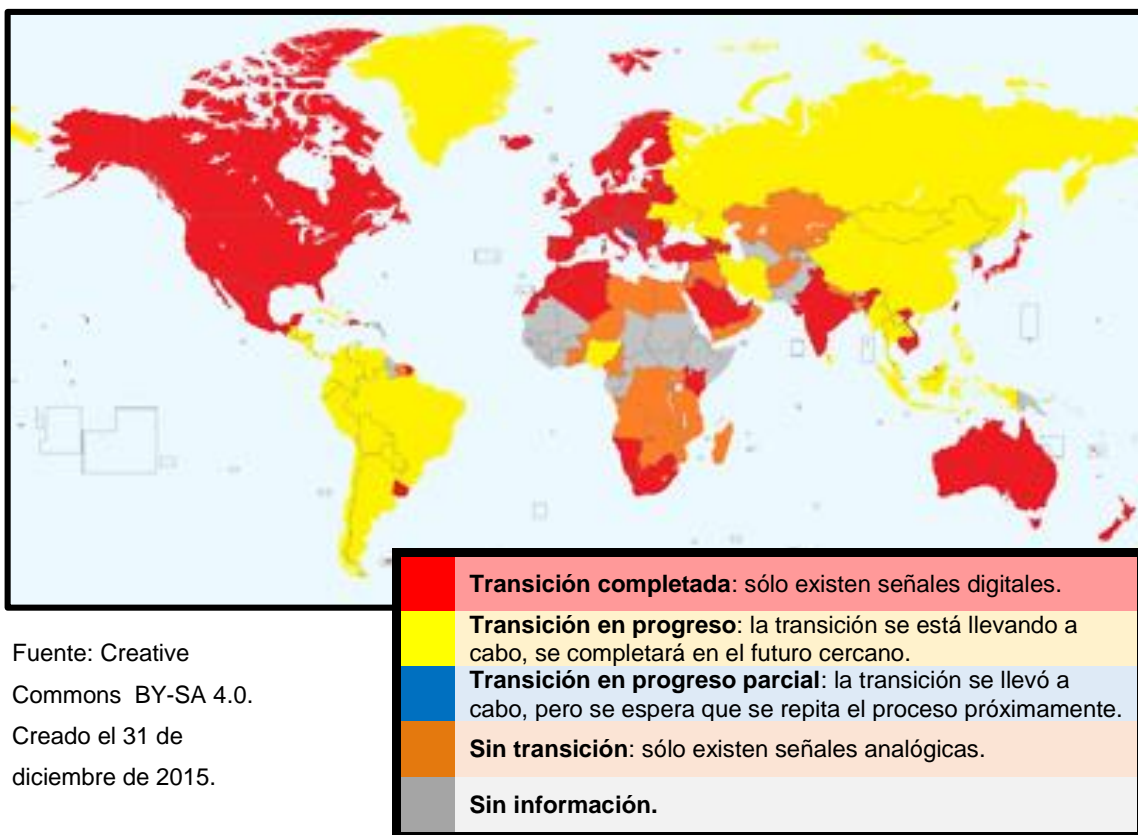 Transición completada: sólo existen señales digitales.
Transición en progreso: la transición se está llevando a
cabo, se completará en el futuro cercano.
Transición en progreso parcial: la transición se llevó a
cabo, pero se espera que se repita el proceso próximamente.
Sin transición: sólo existen señales analógicas.
Sin información.
Fuente: Creative
Commons BY-SA 4.0.
Creado el 31 de
diciembre de 2015.